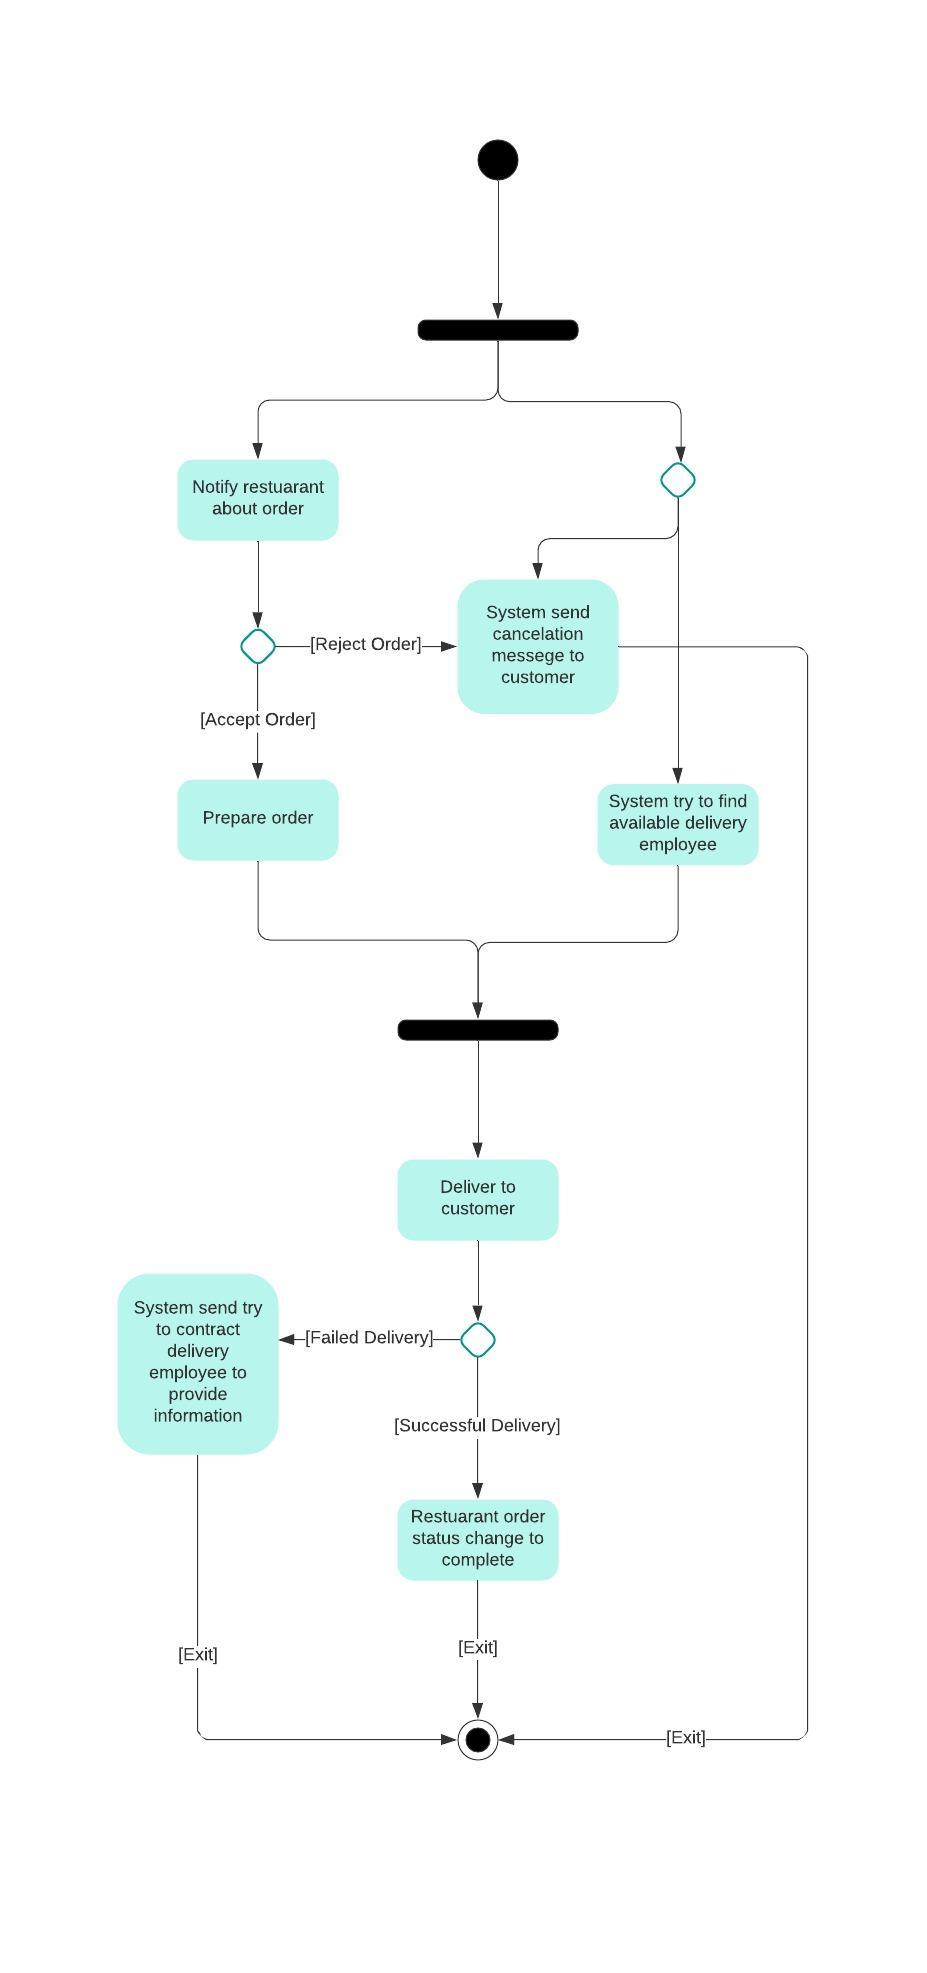 Notify restuarant
about order
[Reject Order]
System send
cancelation
messege to
customer
[Accept Order]
Prepare order
System try to find
available delivery
employee
Deliver to
customer
System send try
to contract
delivery
employee to
provide
information
[Failed Delivery]
[Successful Delivery]
Restuarant order
status change to
complete
[Exit]
[Exit]
[Exit]